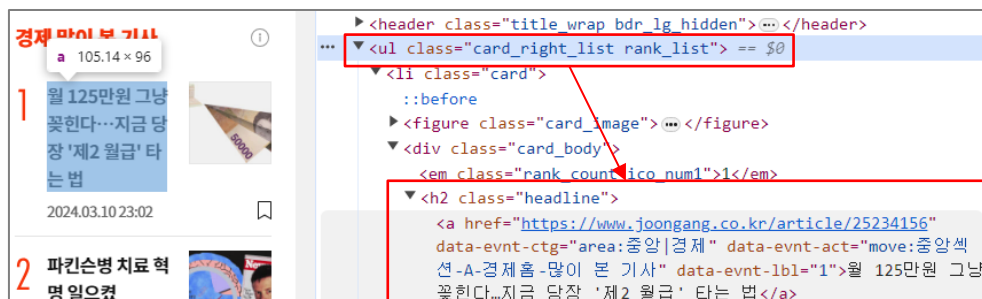 경제 많이 본 기사
a 105.14 × 96
1
월 125만원 그냥
꽂힌다…지금 당
장 '제2 월급' 타
는 법
50000
2024.03.10 23:02
2
파킨슨병 치료 혁
명 일으켰
<header class="title_wrap bdr_lg_hidden"> … </header>
<ul class="card_right_list rank_list"> == $0
<li class="card">
::before
<figure class="card_image"> … </figure>
<div class="card_body">
<em class="rank_count ico_num1">1</em>
<h2 class="headline">
<a href="https://www.joongang.co.kr/article/25234156"
data-evnt-ctg="area:중앙|경제" data-evnt-act="move:중앙섹
션-A-경제홈-많이 본 기사" data-evnt-lbl="1">월 125만원 그냥
꽂힌다…지금 당장 '제2 월급' 타는 법</a>